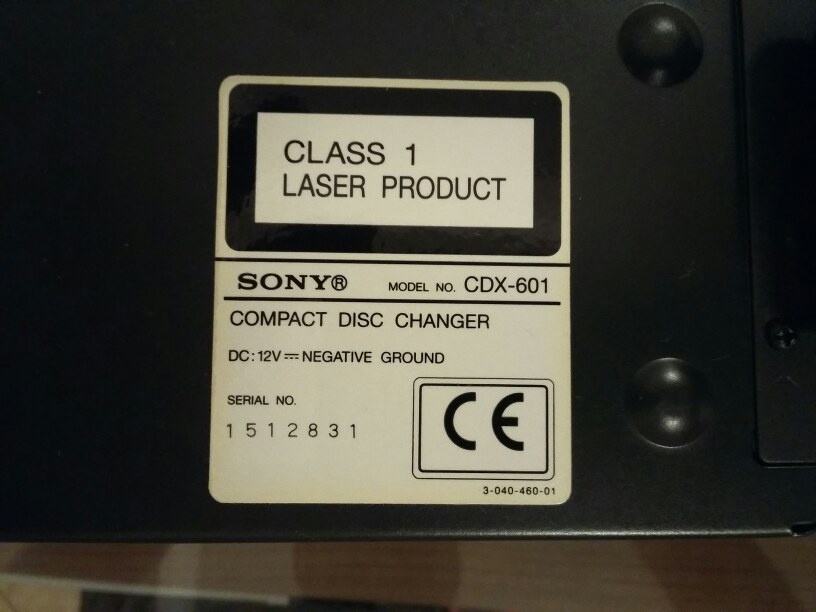 CLASS 1
LASER PRODUCT
SONY® MODEL NO. CDX-601
COMPACT DISC CHANGER
DC: 12V ⎓ NEGATIVE GROUND
SERIAL NO.
1512831
CE
3-040-460-01